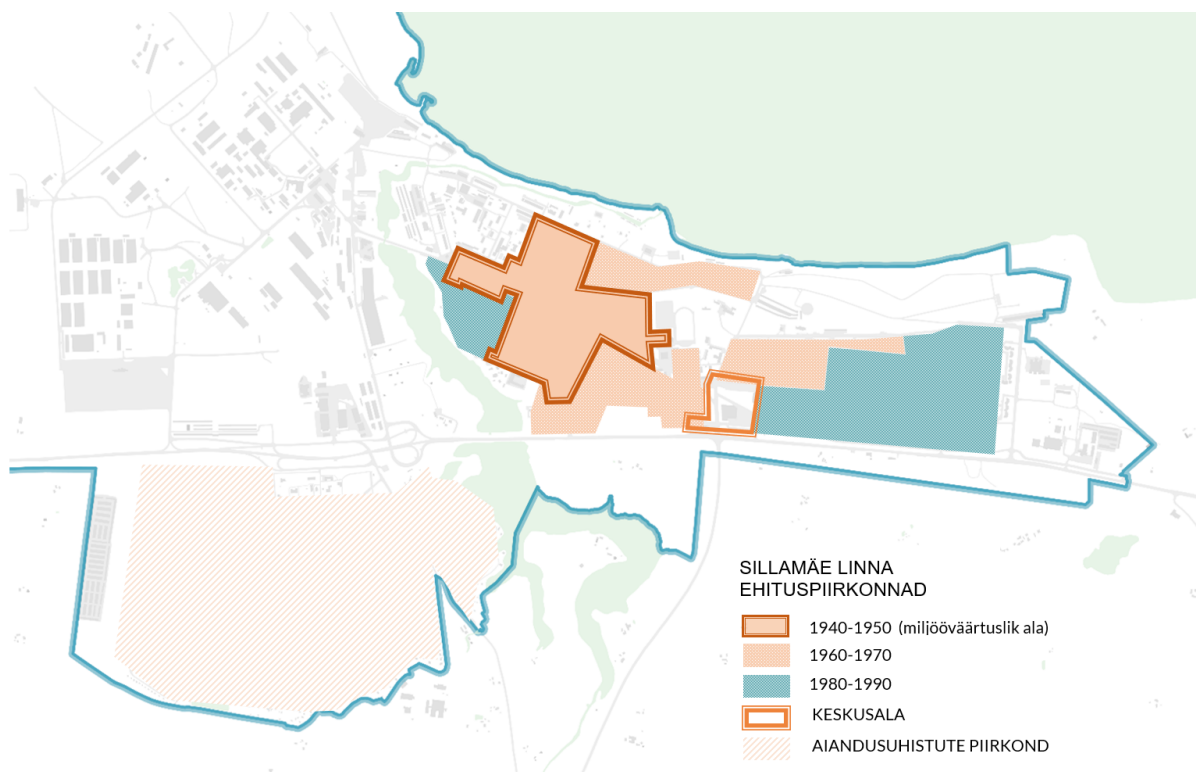 SILLAMÄE LINNA
EHITUSPIIRKONNAD
1940-1950 (miljööväärtuslik ala)
1960-1970
1980-1990
KESKUSALA
AIANDUSUHISTUTE PIIRKOND